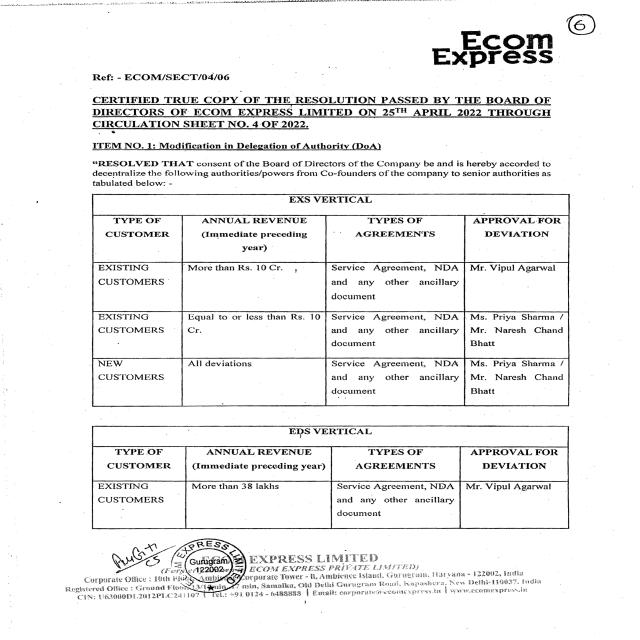 6
Ecom
Express
Ref: - ECOM/SECT/04/06
CERTIFIED TRUE COPY OF THE RESOLUTION PASSED BY THE BOARD OF
DIRECTORS OF ECOM EXPRESS LIMITED ON 25TH APRIL 2022 THROUGH
CIRCULATION SHEET NO. 4 OF 2022.
ITEM NO. 1: Modification in Delegation of Authority (DoA)
"RESOLVED THAT consent of the Board of Directors of the Company be and is hereby accorded to
decentralize the following authorities/powers from Co-founders of the company to senior authorities as
tabulated below: -
EXS VERTICAL
TYPE OF CUSTOMER ANNUAL REVENUE (Immediate preceding year) TYPES OF AGREEMENTS APPROVAL FOR DEVIATION
EXISTING CUSTOMERS More than Rs. 10 Cr. Service Agreement, NDA and any other ancillary document Mr. Vipul Agarwal
EXISTING CUSTOMERS Equal to or less than Rs. 10 Cr. Service Agreement, NDA and any other ancillary document Ms. Priya Sharma / Mr. Naresh Chand Bhatt
NEW CUSTOMERS All deviations Service Agreement, NDA and any other ancillary document Ms. Priya Sharma / Mr. Naresh Chand Bhatt
EDS VERTICAL
TYPE OF CUSTOMER ANNUAL REVENUE (Immediate preceding year) TYPES OF AGREEMENTS APPROVAL FOR DEVIATION
EXISTING CUSTOMERS More than 38 lakhs Service Agreement, NDA and any other ancillary document Mr. Vipul Agarwal
CS
EXPRESS LIMITED
Gurugram
122002
EXPRESS LIMITED
ECOM EXPRESS PRIVATE LIMITED)
Corporate Office : 10th Corporate Tower - II, Ambience Island, Gurugram, Haryana - 122002, India
Registered Office : Ground Floor, min, Samalka, Old Delhi Gurugram Road, Kapashera, New Delhi-110037, India
Tel.: +91 0124 - 6488888 | Email: corporate@ecomexpress.in | www.ecomexpress.in